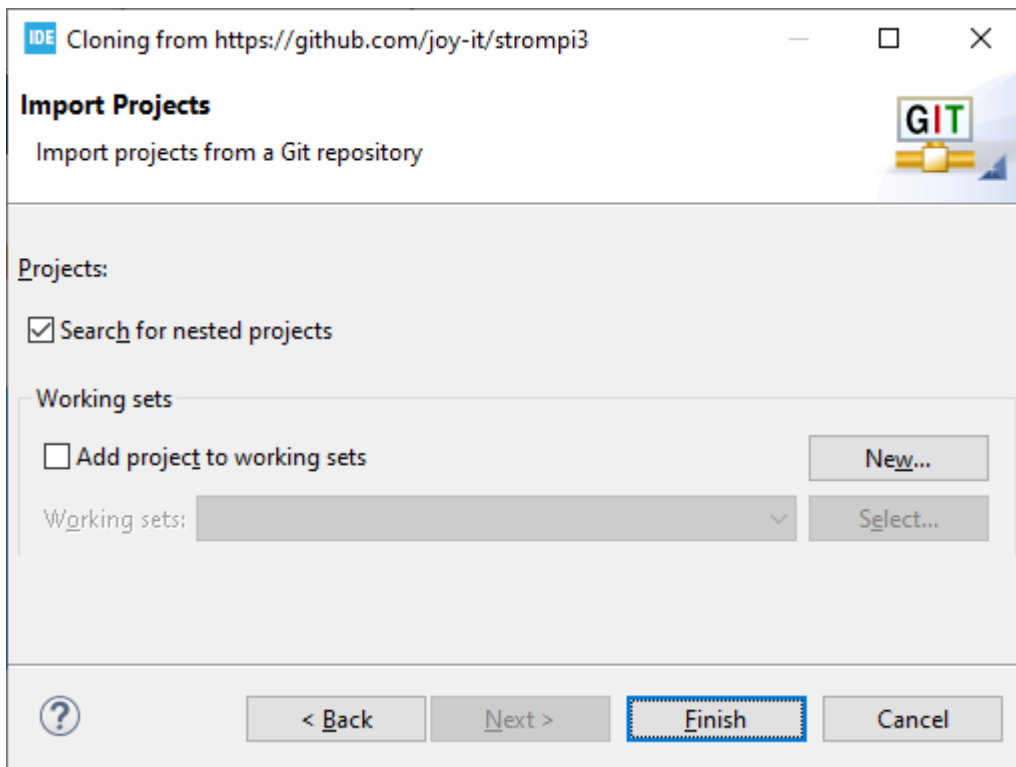 IDE Cloning from https://github.com/joy-it/strompi3
Import Projects
Import projects from a Git repository
GIT
Projects:
Search for nested projects
Working sets
Add project to working sets
New...
Working sets:
Select...
?
< Back
Next >
Finish
Cancel